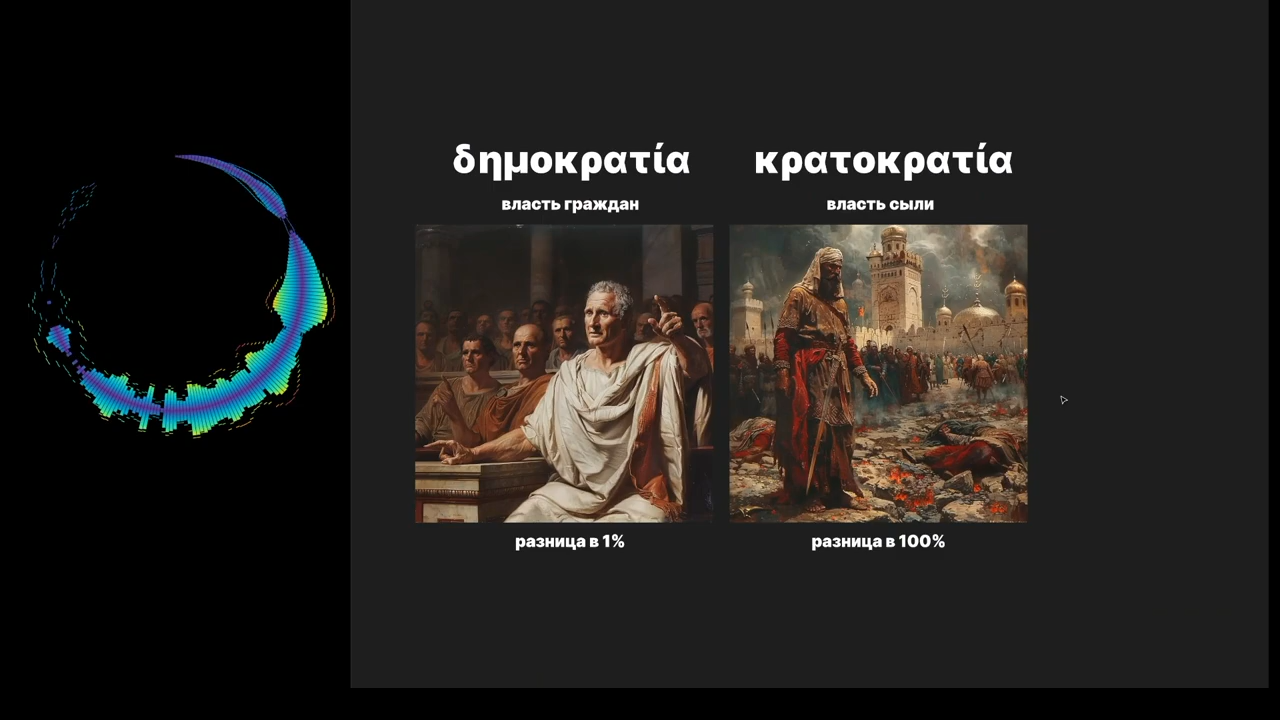 δημοκρατία
κρατοκρατία
власть граждан
власть сыли
разница в 1%
разница в 100%